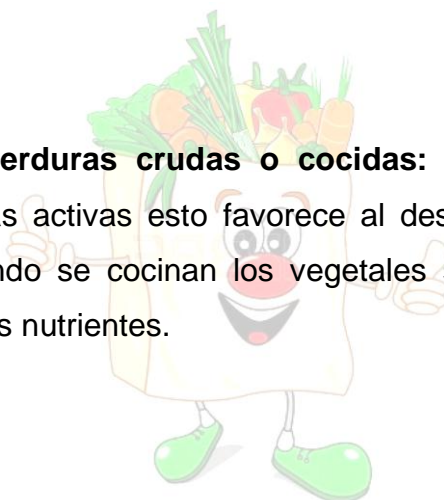 erduras crudas o cocidas:
s activas esto favorece al des
ndo se cocinan los vegetales
s nutrientes.